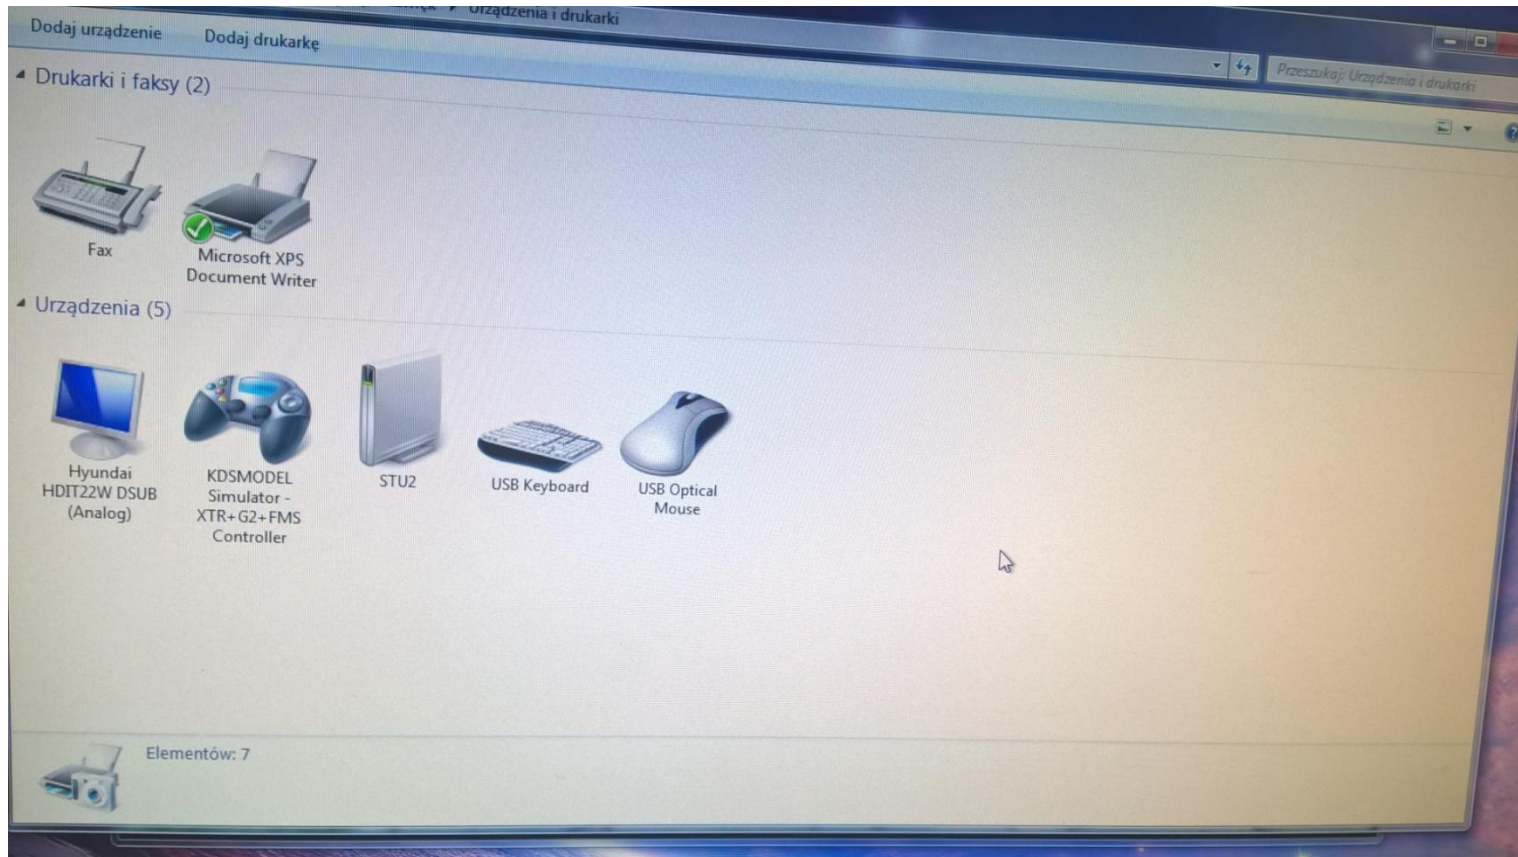 Urządzenia i drukarki
Dodaj urządzenie
Dodaj drukarkę
Przeszukaj: Urządzenia i drukarki
Drukarki i faksy (2)
Fax
Microsoft XPS
Document Writer
Urządzenia (5)
Hyundai
HDIT22W DSUB
(Analog)
KDSMODEL
Simulator -
XTR+G2+FMS
Controller
STU2
USB Keyboard
USB Optical
Mouse
Elementów: 7